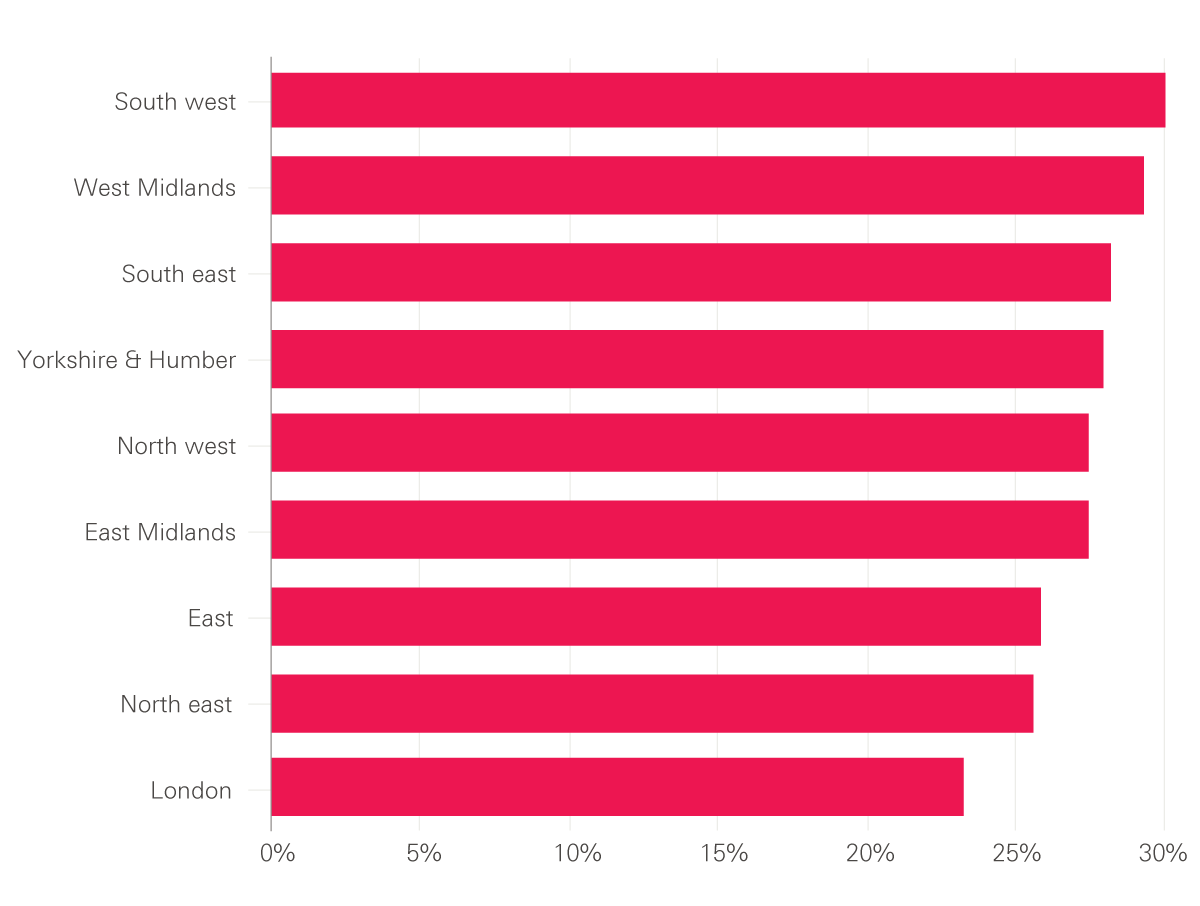 South west
West Midlands
South east
Yorkshire & Humber
North west
East Midlands
East
North east
London
0% 5% 10% 15% 20% 25% 30%